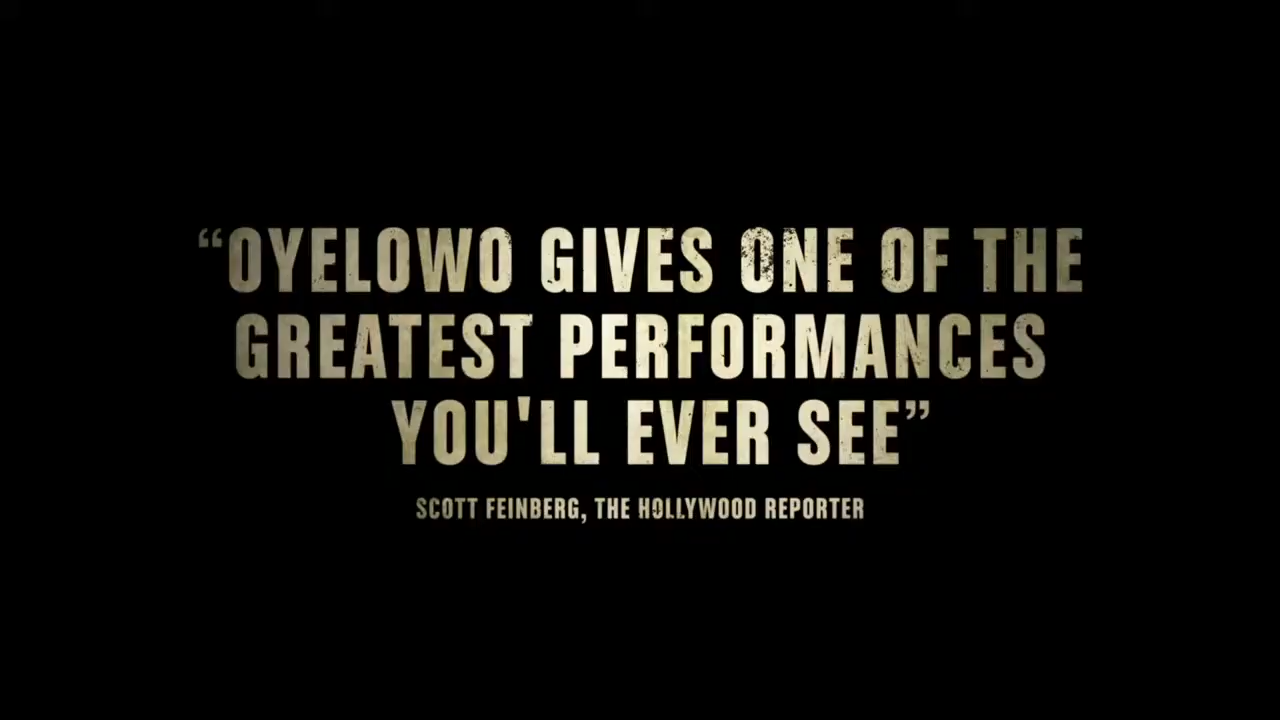 “OYELOWO GIVES ONE OF THE
GREATEST PERFORMANCES
YOU'LL EVER SEE”
SCOTT FEINBERG, THE HOLLYWOOD REPORTER